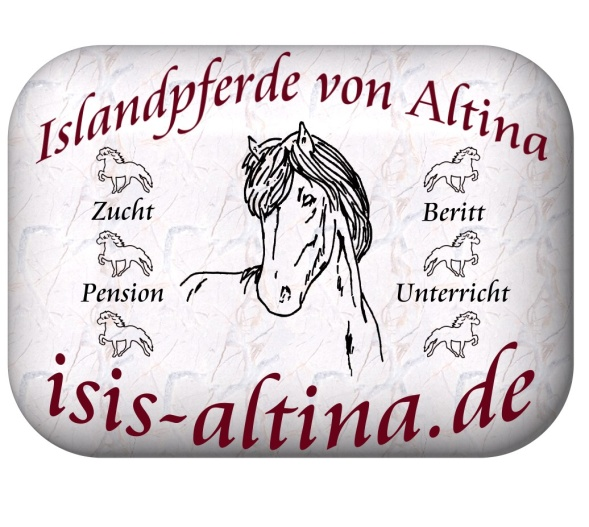 Islandpferde von Altina
Zucht
Beritt
Pension
Unterricht
isis-altina.de